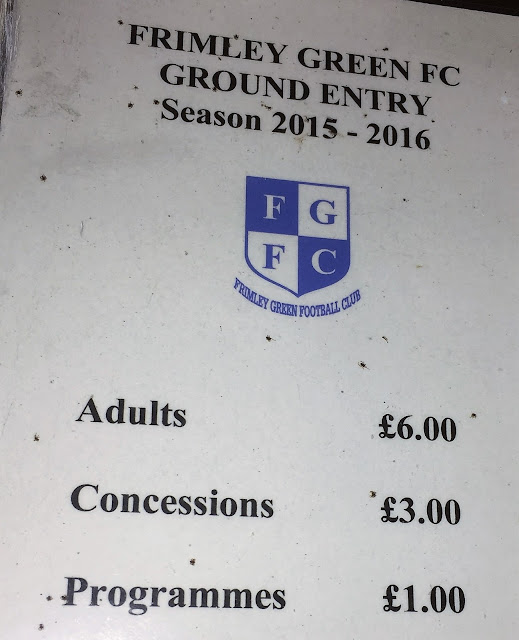 FRIMLEY GREEN FC
GROUND ENTRY
Season 2015 - 2016
F G
F C
FRIMLEY GREEN FOOTBALL CLUB
Adults £6.00
Concessions £3.00
Programmes £1.00